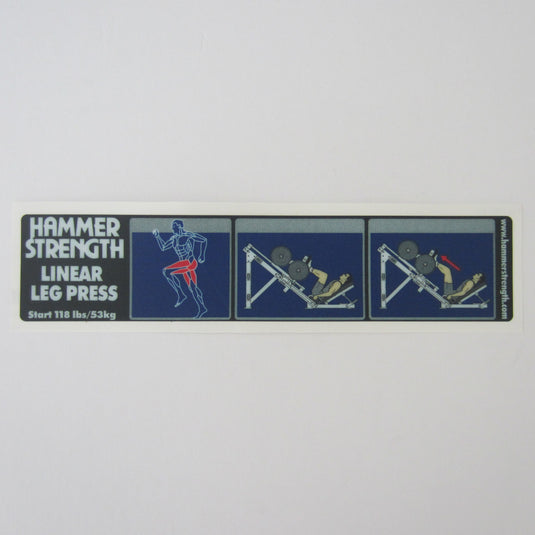 HAMMER
STRENGTH
LINEAR
LEG PRESS
Start 118 lbs/53kg
www.hammerstrength.com